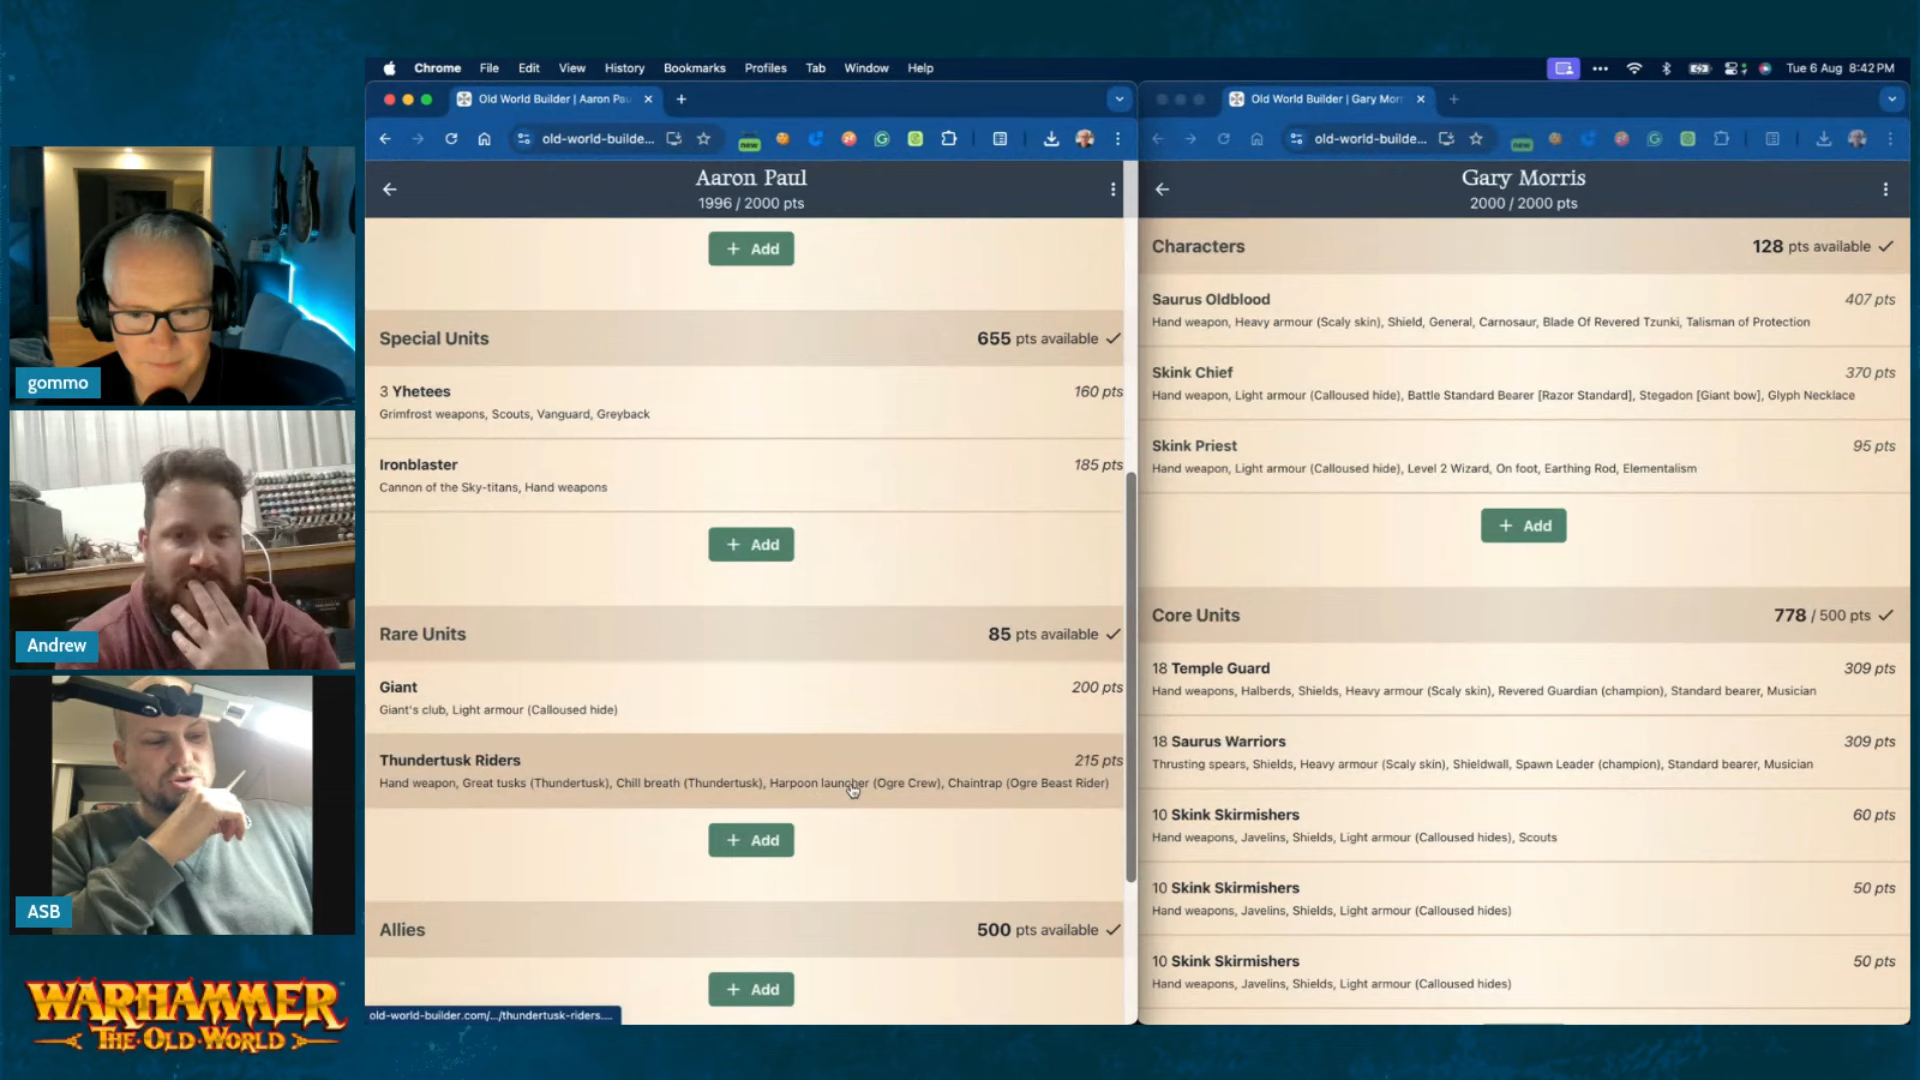 Chrome File Edit View History Bookmarks Profiles Tab Window Help
Tue 6 Aug 8:42 PM
Old World Builder | Aaron Pau
old-world-builde...
new
Aaron Paul
1996 / 2000 pts
+ Add
Special Units
655 pts available
3 Yhetees
160 pts
Grimfrost weapons, Scouts, Vanguard, Greyback
Ironblaster
185 pts
Cannon of the Sky-titans, Hand weapons
+ Add
Rare Units
85 pts available
Giant
200 pts
Giant's club, Light armour (Calloused hide)
Thundertusk Riders
215 pts
Hand weapon, Great tusks (Thundertusk), Chill breath (Thundertusk), Harpoon launcher (Ogre Crew), Chaintrap (Ogre Beast Rider)
+ Add
Allies
500 pts available
+ Add
old-world-builder.com/.../thundertusk-riders....
Old World Builder | Gary Morr
old-world-builde...
new
Gary Morris
2000 / 2000 pts
Characters
128 pts available
Saurus Oldblood
407 pts
Hand weapon, Heavy armour (Scaly skin), Shield, General, Carnosaur, Blade Of Revered Tzunki, Talisman of Protection
Skink Chief
370 pts
Hand weapon, Light armour (Calloused hide), Battle Standard Bearer [Razor Standard], Stegadon [Giant bow], Glyph Necklace
Skink Priest
95 pts
Hand weapon, Light armour (Calloused hide), Level 2 Wizard, On foot, Earthing Rod, Elementalism
+ Add
Core Units
778 / 500 pts
18 Temple Guard
309 pts
Hand weapons, Halberds, Shields, Heavy armour (Scaly skin), Revered Guardian (champion), Standard bearer, Musician
18 Saurus Warriors
309 pts
Thrusting spears, Shields, Heavy armour (Scaly skin), Shieldwall, Spawn Leader (champion), Standard bearer, Musician
10 Skink Skirmishers
60 pts
Hand weapons, Javelins, Shields, Light armour (Calloused hides), Scouts
10 Skink Skirmishers
50 pts
Hand weapons, Javelins, Shields, Light armour (Calloused hides)
10 Skink Skirmishers
50 pts
Hand weapons, Javelins, Shields, Light armour (Calloused hides)
gommo
Andrew
ASB
WARHAMMER
THE OLD WORLD